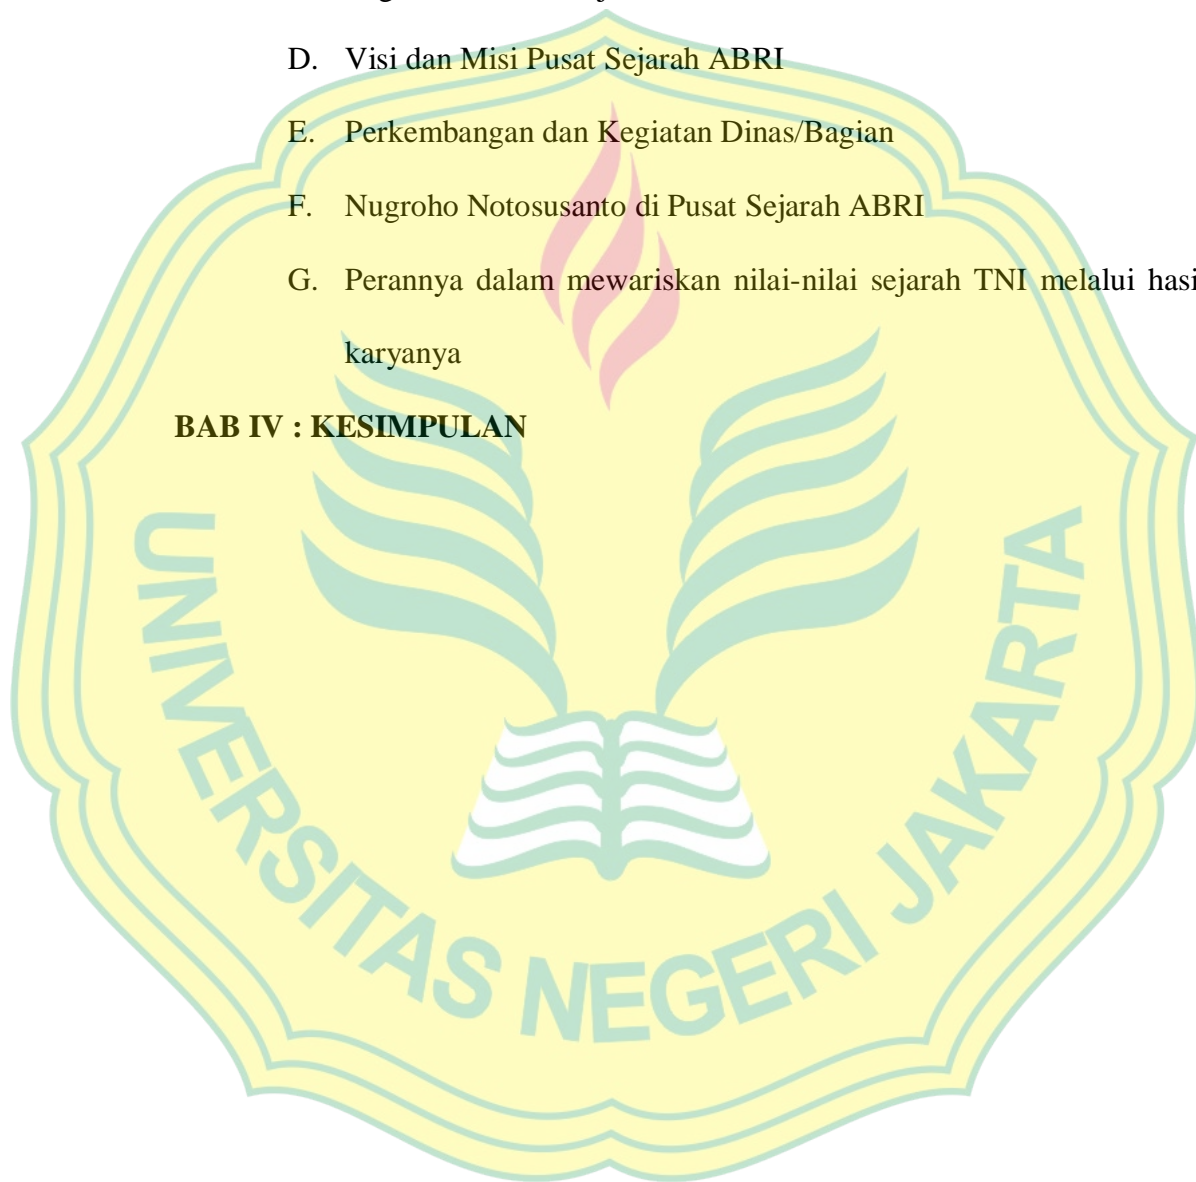 D. Visi dan Misi Pusat Sejarah ABRI
E. Perkembangan dan Kegiatan Dinas/Bagian
F. Nugroho Notosusanto di Pusat Sejarah ABRI
G. Perannya dalam mewariskan nilai-nilai sejarah TNI melalui hasi
karyanya
BAB IV : KESIMPULAN
UNIVERSITAS NEGERI JAKARTA